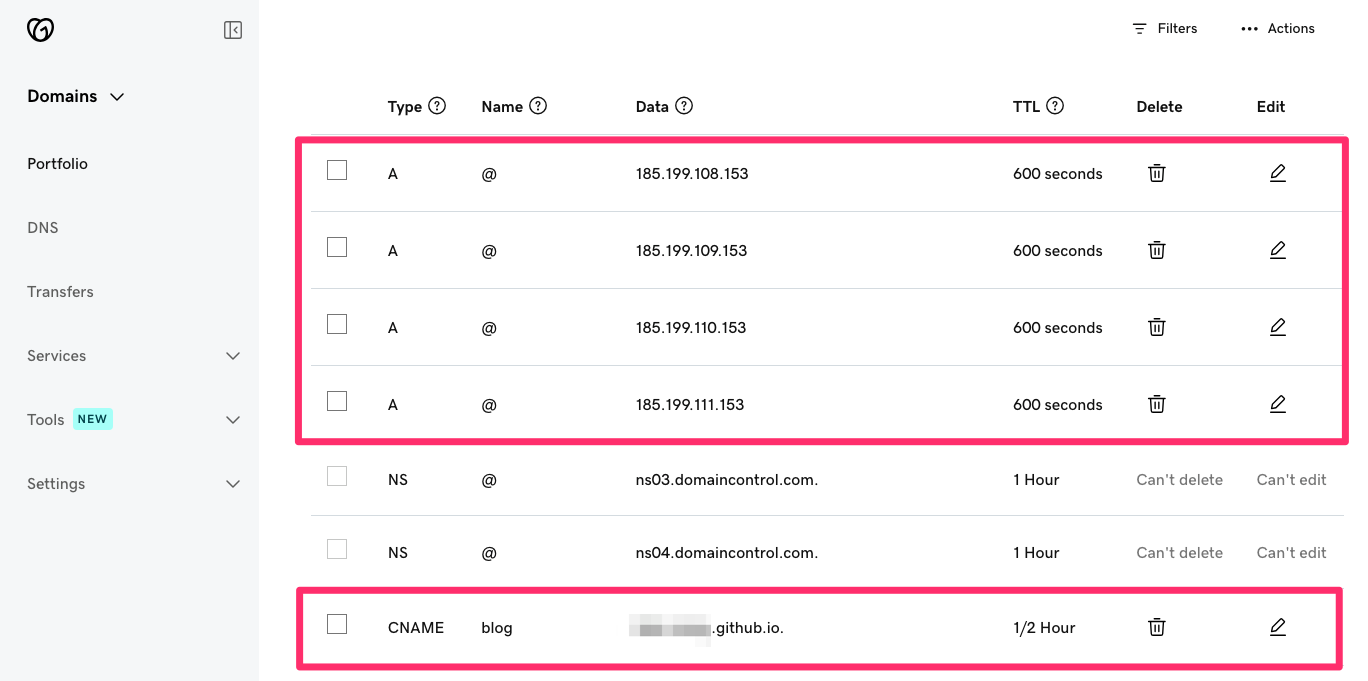 Filters Actions
Domains
Type Name Data TTL Delete Edit
Portfolio
A @ 185.199.108.153 600 seconds
DNS
A @ 185.199.109.153 600 seconds
Transfers
A @ 185.199.110.153 600 seconds
Services
A @ 185.199.111.153 600 seconds
Tools NEW
NS @ ns03.domaincontrol.com. 1 Hour Can't delete Can't edit
Settings
NS @ ns04.domaincontrol.com. 1 Hour Can't delete Can't edit
CNAME blog .github.io. 1/2 Hour